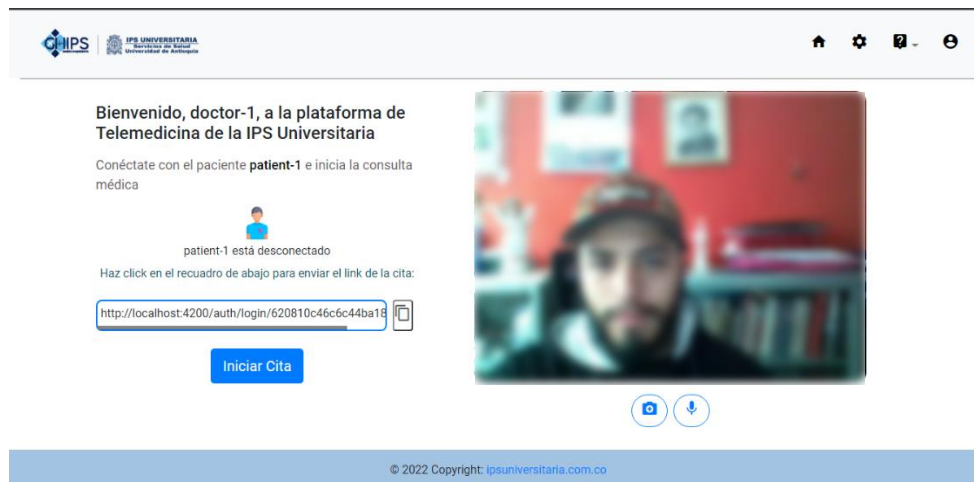 GHIPS
IPS UNIVERSITARIA
Servicios de Salud
Universidad de Antioquia
Bienvenido, doctor-1, a la plataforma de
Telemedicina de la IPS Universitaria
Conéctate con el paciente patient-1 e inicia la consulta
médica
patient-1 está desconectado
Haz click en el recuadro de abajo para enviar el link de la cita:
http://localhost:4200/auth/login/620810c46c6c44ba18
Iniciar Cita
© 2022 Copyright: ipsuniversitaria.com.co